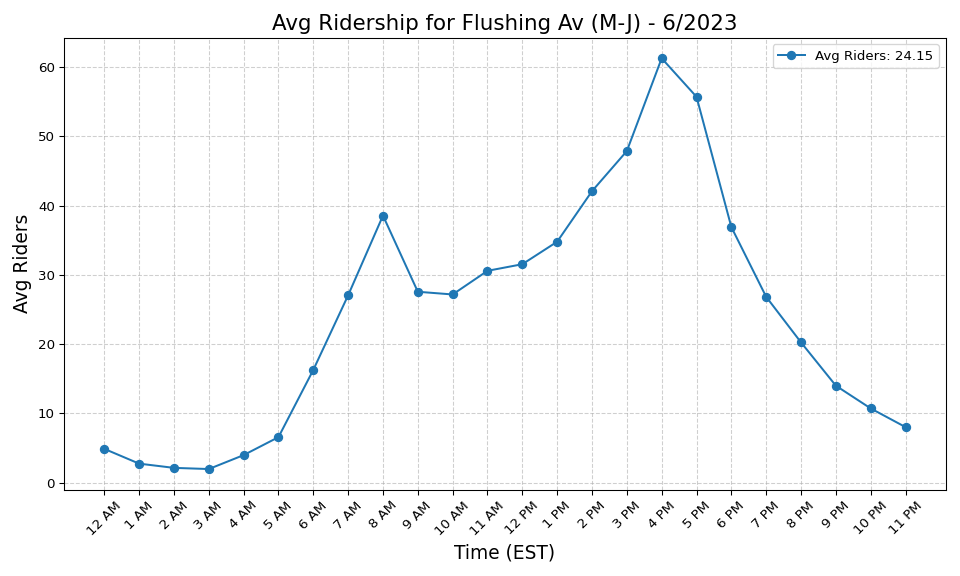 Avg Ridership for Flushing Av (M-J) - 6/2023
Avg Riders: 24.15
60
50
40
30
20
10
0
Avg Riders
12 AM
1 AM
2 AM
3 AM
4 AM
5 AM
6 AM
7 AM
8 AM
9 AM
10 AM
11 AM
12 PM
1 PM
2 PM
3 PM
4 PM
5 PM
6 PM
7 PM
8 PM
9 PM
10 PM
11 PM
Time (EST)